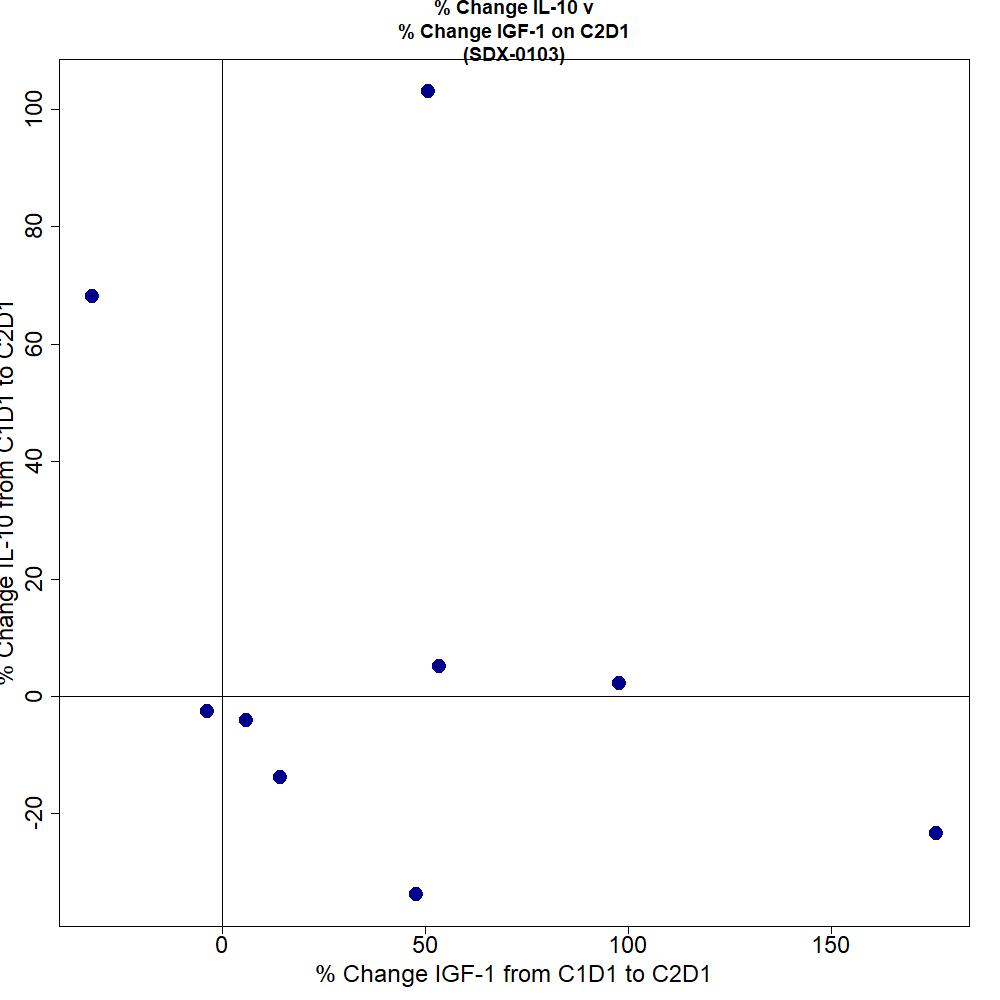 % Change IL-10 v
% Change IGF-1 on C2D1
(SDX-0103)
% Change IL-10 from C1D1 to C2D1
100
80
60
40
20
0
-20
0
50
100
150
% Change IGF-1 from C1D1 to C2D1